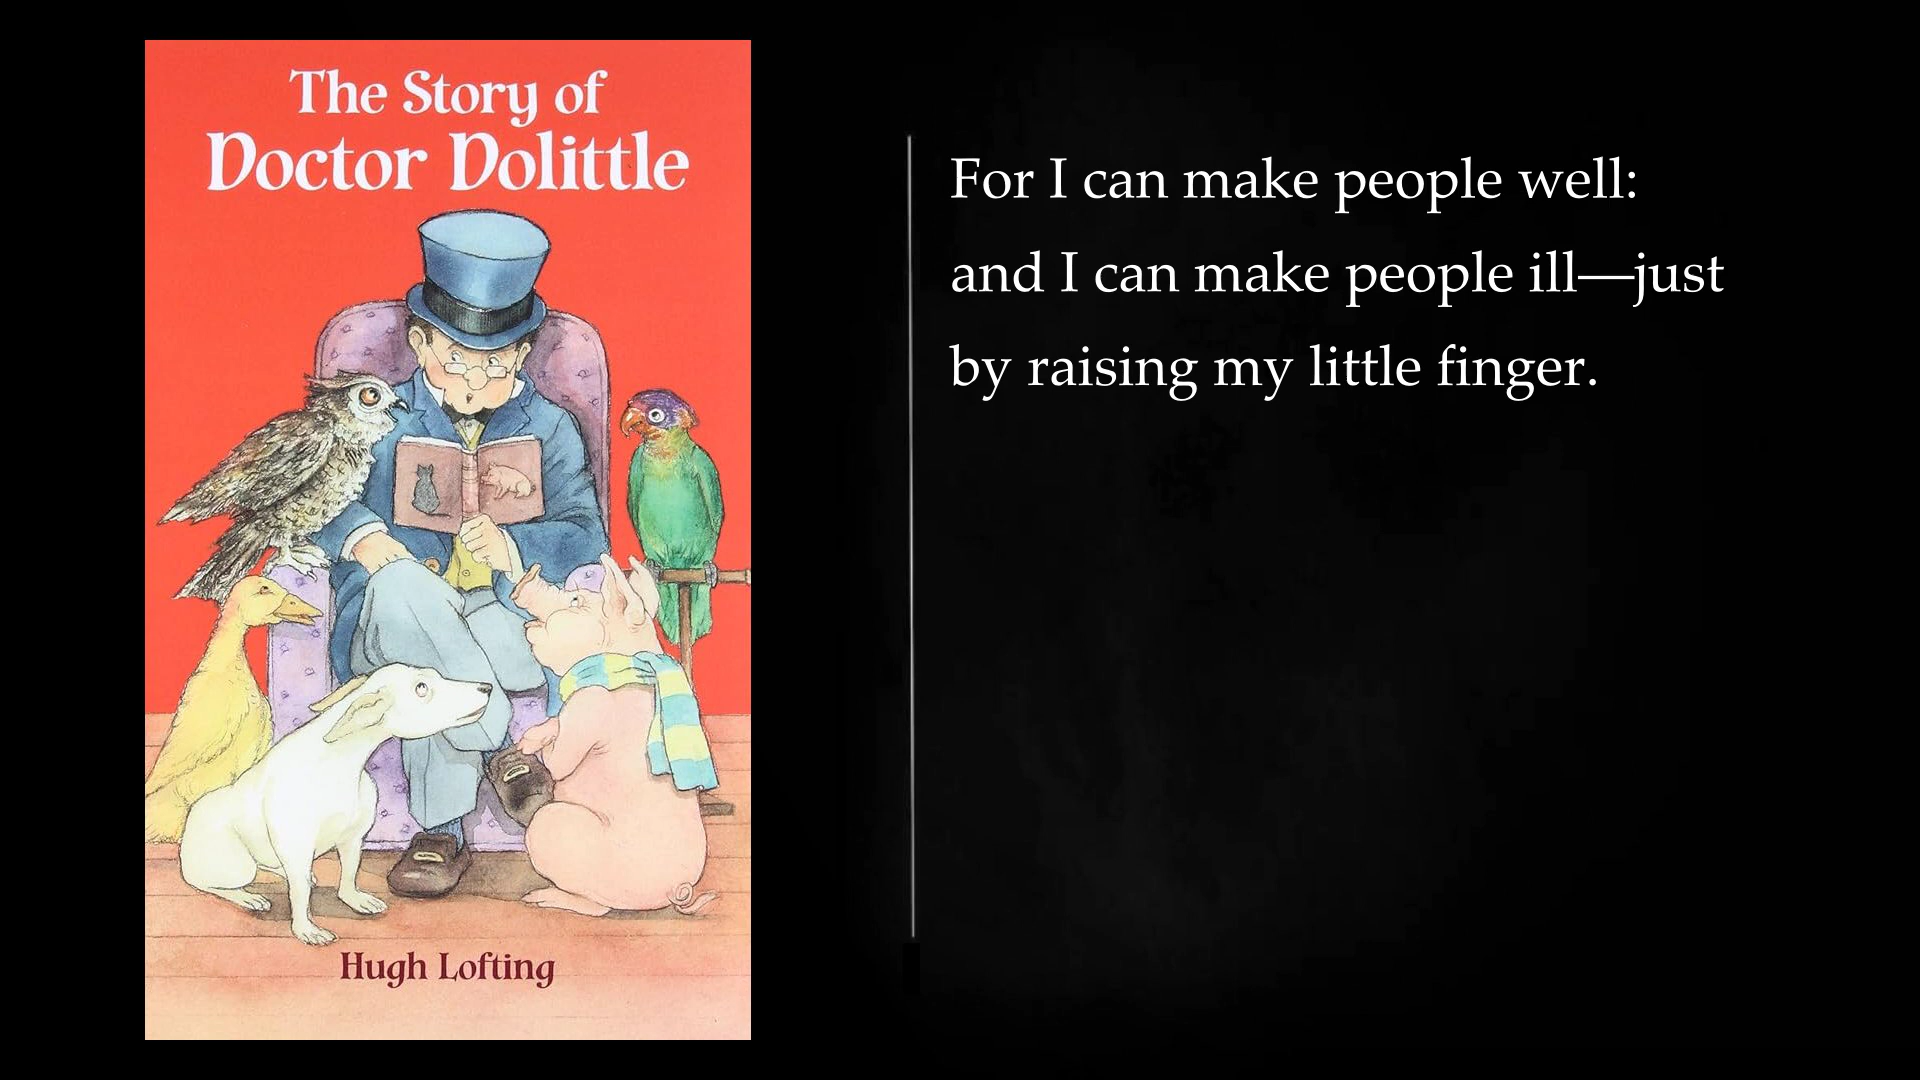 The Story of
Doctor Dolittle
Hugh Lofting
For I can make people well:
and I can make people ill—just
by raising my little finger.